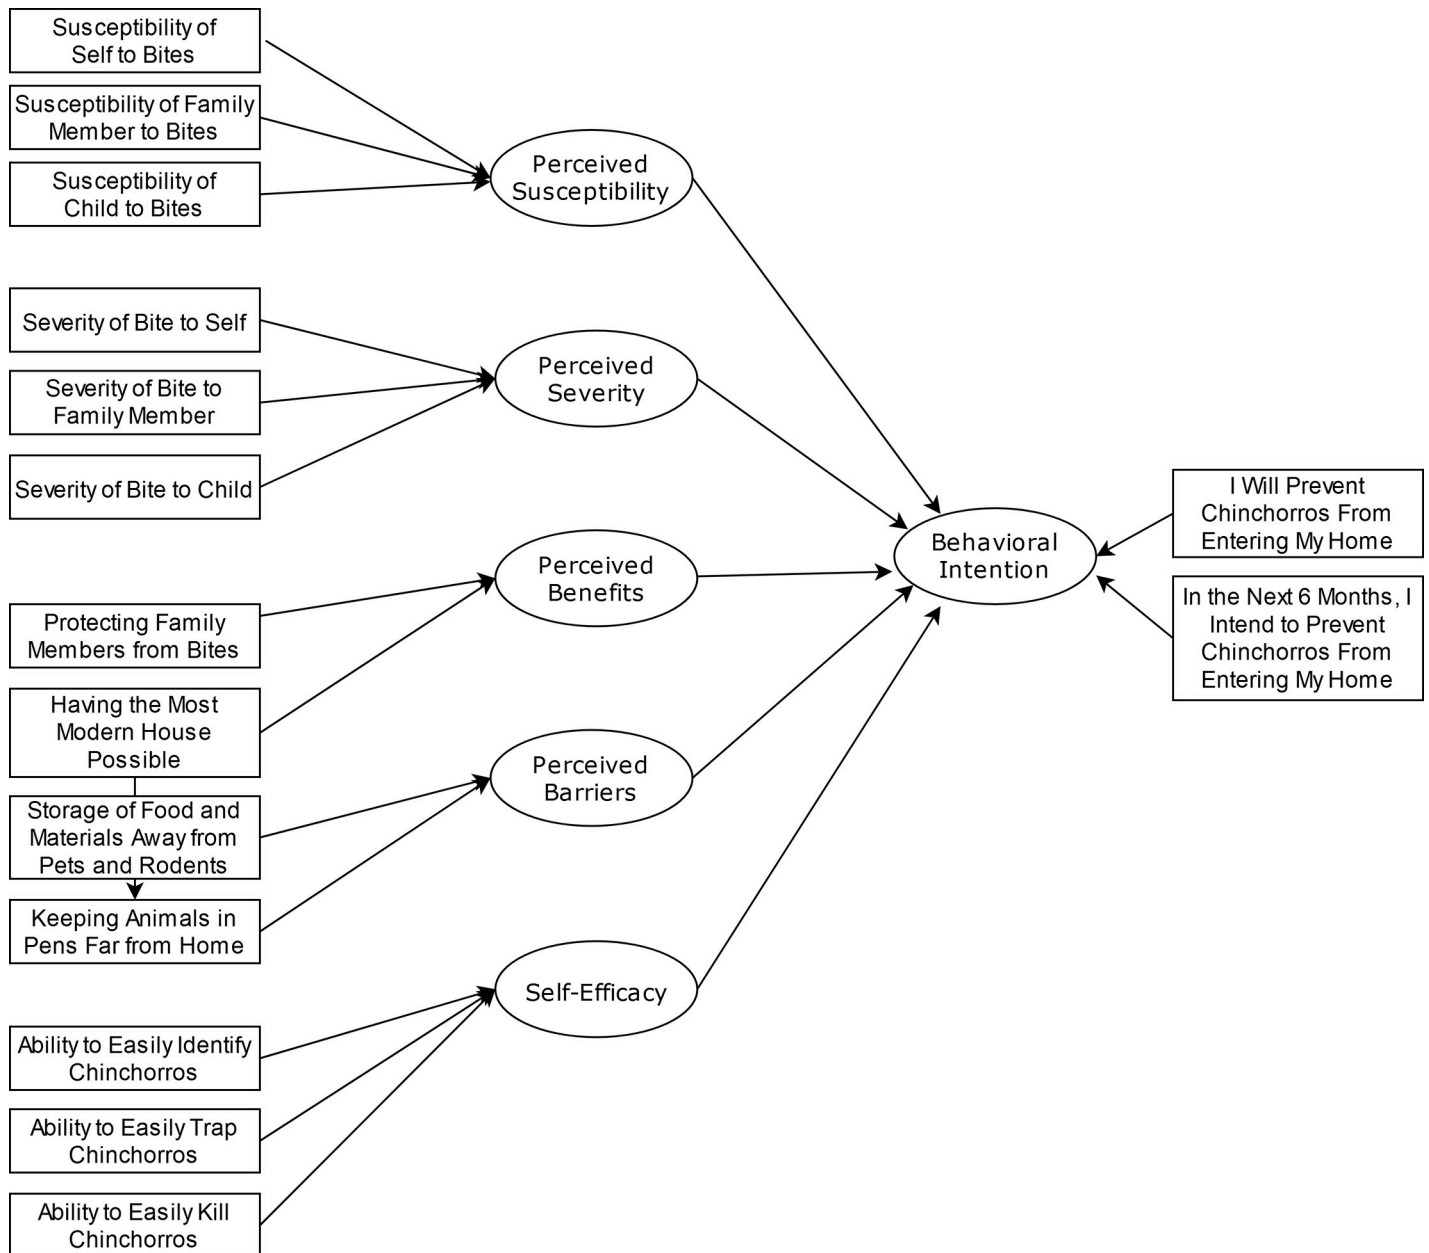 Susceptibility of
Self to Bites
Susceptibility of Family
Member to Bites
Susceptibility of
Child to Bites
Perceived
Susceptibility
Severity of Bite to Self
Severity of Bite to
Family Member
Severity of Bite to Child
Perceived
Severity
Protecting Family
Members from Bites
Having the Most
Modern House
Possible
Perceived
Benefits
Storage of Food and
Materials Away from
Pets and Rodents
Keeping Animals in
Pens Far from Home
Perceived
Barriers
Ability to Easily Identify
Chinchorros
Ability to Easily Trap
Chinchorros
Ability to Easily Kill
Chinchorros
Self-Efficacy
Behavioral
Intention
I Will Prevent
Chinchorros From
Entering My Home
In the Next 6 Months, I
Intend to Prevent
Chinchorros From
Entering My Home